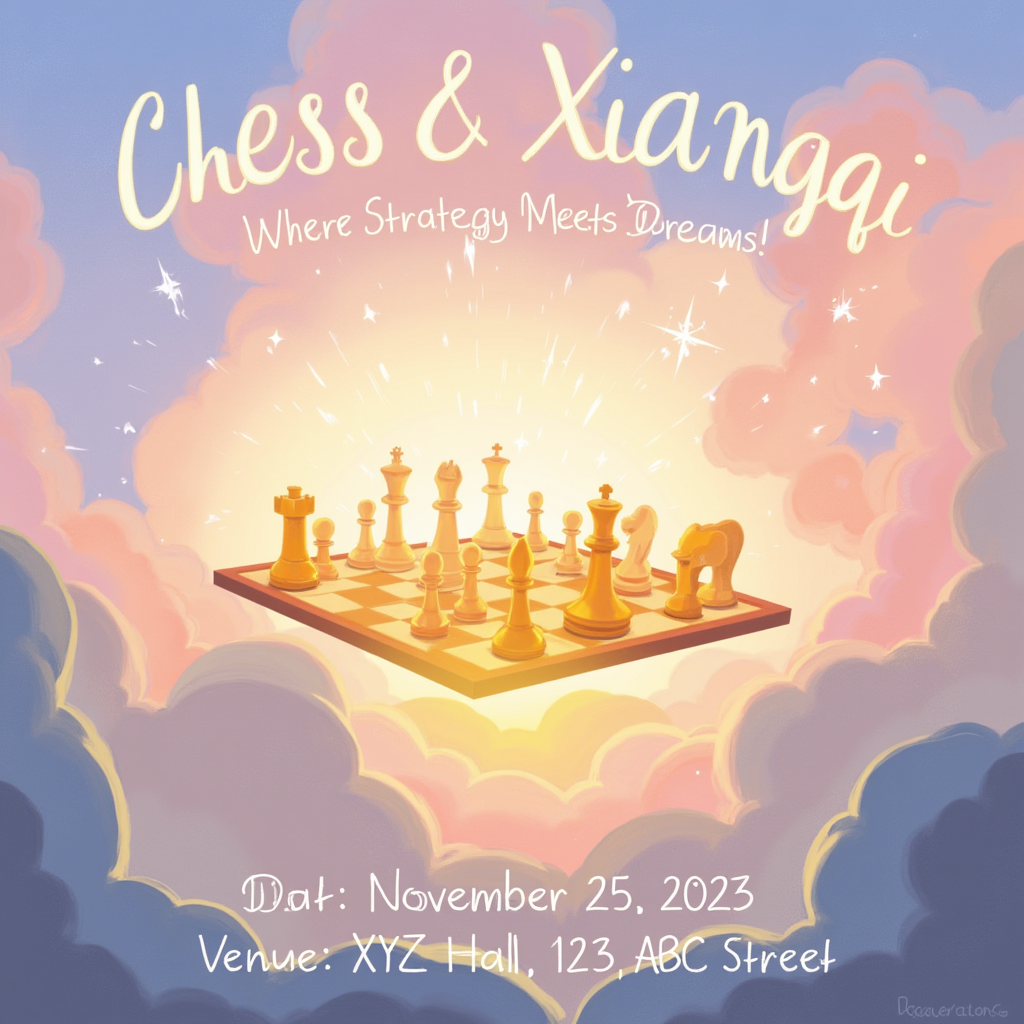 Chess & Xiangqi
Where Strategy Meets Dreams!
Dat: November 25, 2023
Venue: XYZ Hall, 123, ABC Street